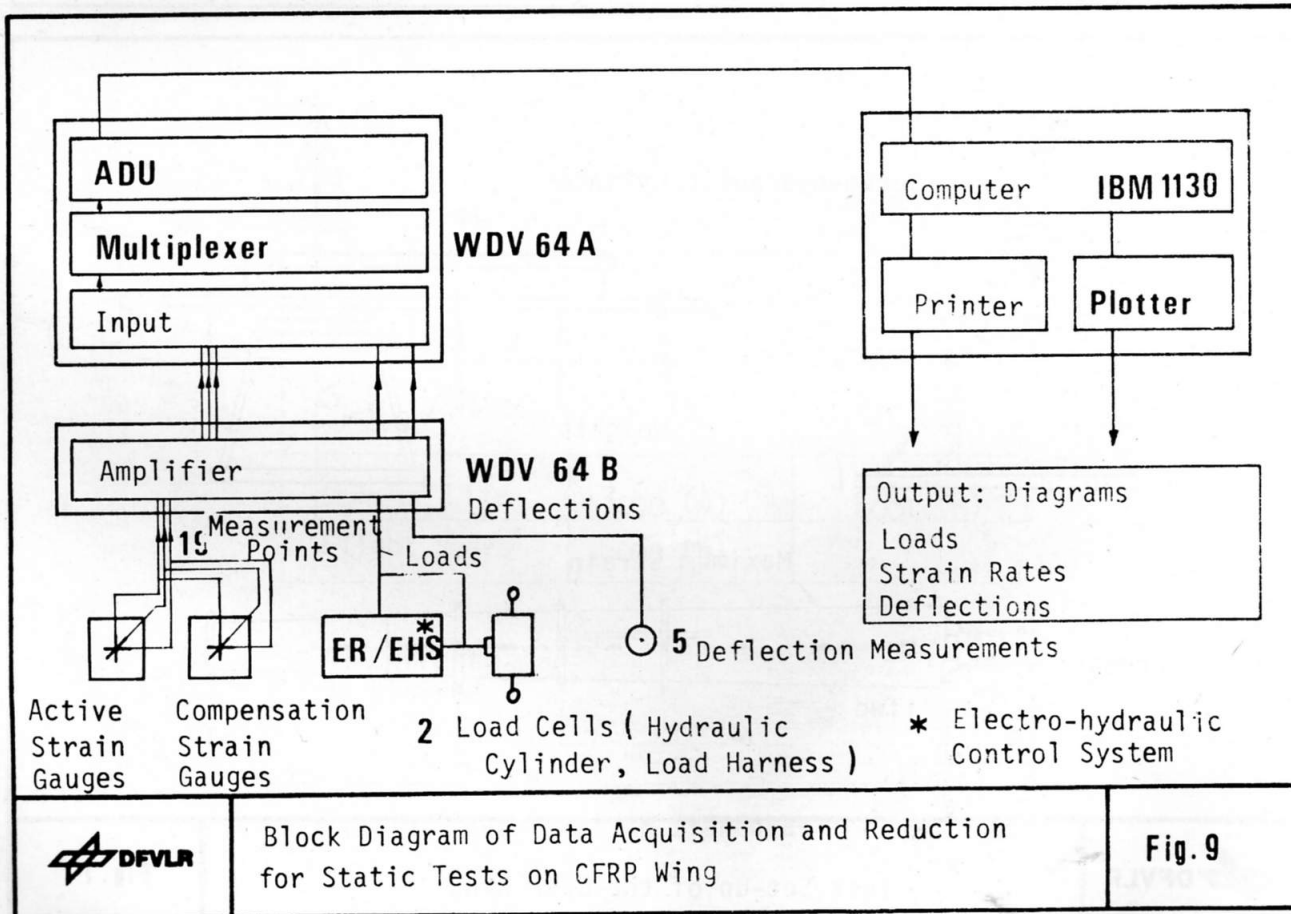 ADU
Multiplexer
WDV 64A
Input
Computer IBM 1130
Printer
Plotter
Amplifier
WDV 64 B
Deflections
Measurement
Points
Loads
Output: Diagrams
Loads
Strain Rates
Deflections
ER/EHS*
5 Deflection Measurements
Active
Strain
Gauges
Compensation
Strain
Gauges
2 Load Cells (Hydraulic
Cylinder, Load Harness)
* Electro-hydraulic
Control System
DFVLR
Block Diagram of Data Acquisition and Reduction
for Static Tests on CFRP Wing
Fig. 9